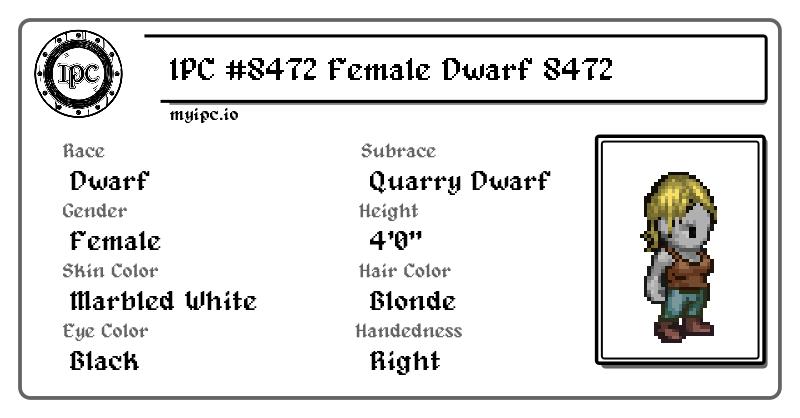 IPC
IPC #8472 Female Dwarf 8472
myipc.io
Race
Dwarf
Subrace
Quarry Dwarf
Gender
Female
Height
4'0"
Skin Color
Marbled White
Hair Color
Blonde
Eye Color
Black
Handedness
Right